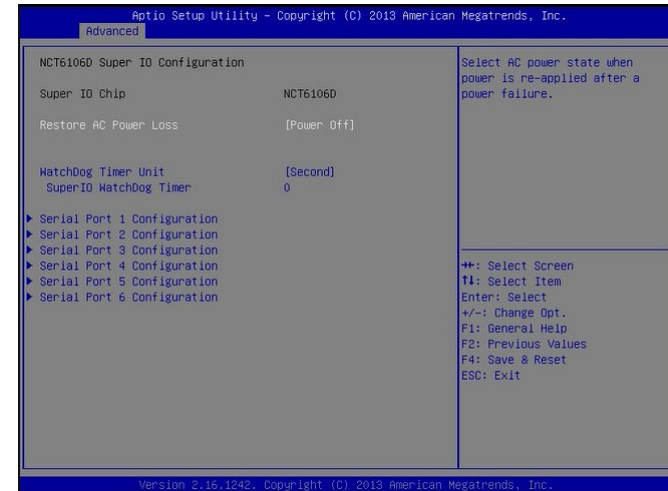 Aptio Setup Utility – Copyright (C) 2013 American Megatrends, Inc.
Advanced
NCT6106D Super IO Configuration
Super IO Chip NCT6106D
Restore AC Power Loss [Power Off]
WatchDog Timer Unit [Second]
SuperIO WatchDog Timer 0
Serial Port 1 Configuration
Serial Port 2 Configuration
Serial Port 3 Configuration
Serial Port 4 Configuration
Serial Port 5 Configuration
Serial Port 6 Configuration
Select AC power state when
power is re-applied after a
power failure.
→←: Select Screen
↑↓: Select Item
Enter: Select
+/-: Change Opt.
F1: General Help
F2: Previous Values
F4: Save & Reset
ESC: Exit
Version 2.16.1242. Copyright (C) 2013 American Megatrends, Inc.